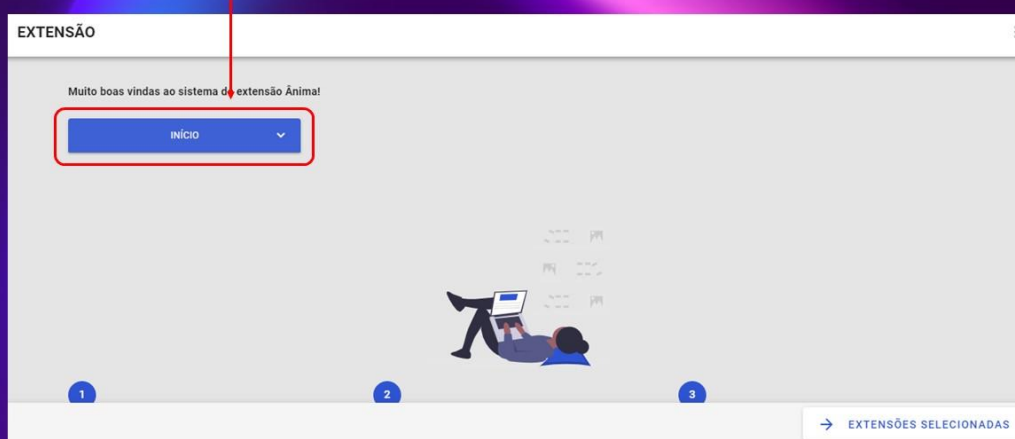 EXTENSÃO
Muito boas vindas ao sistema de extensão Ânima!
INÍCIO
1
2
3
EXTENSÕES SELECIONADAS